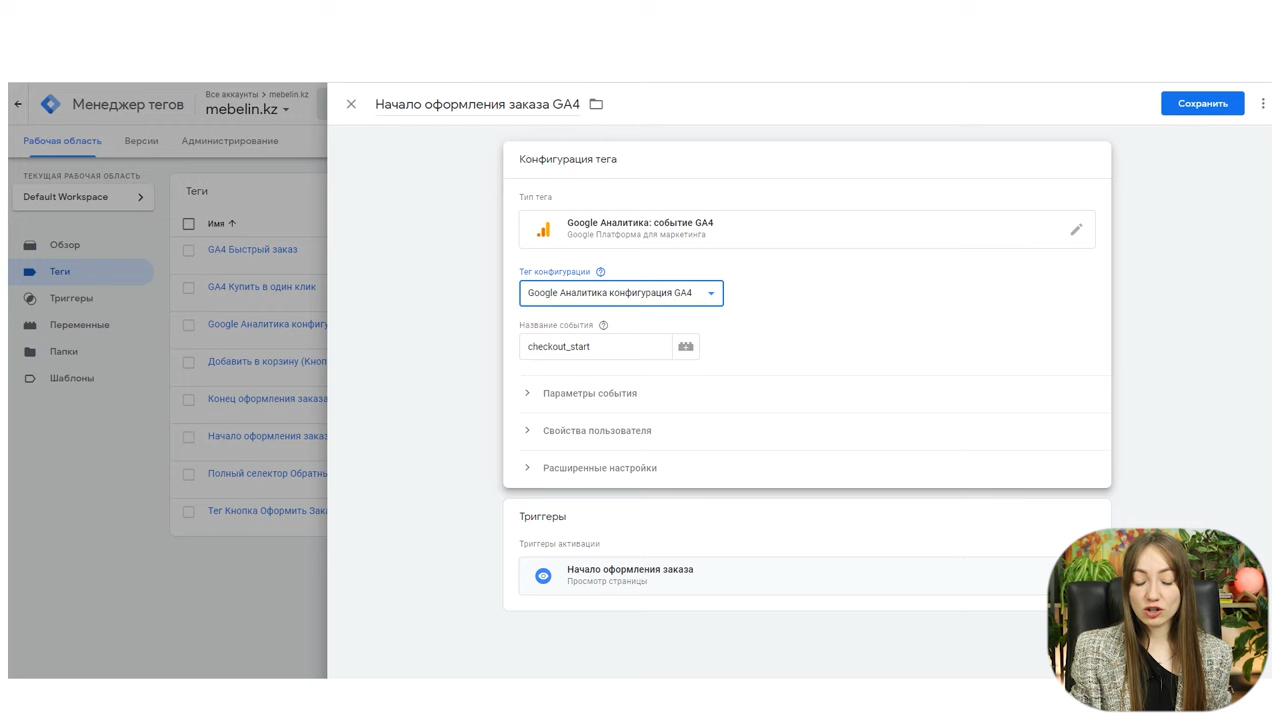 Менеджер тегов
Все аккаунты > mebelin.kz
mebelin.kz
Рабочая область
Версии
Администрирование
ТЕКУЩАЯ РАБОЧАЯ ОБЛАСТЬ
Default Workspace
Обзор
Теги
Триггеры
Переменные
Папки
Шаблоны
Теги
Имя
GA4 Быстрый заказ
GA4 Купить в один клик
Google Аналитика конфигу
Добавить в корзину (Кноп
Конец оформления заказа
Начало оформления заказ
Полный селектор Обратнь
Тег Кнопка Оформить Зака
Начало оформления заказа GA4
Сохранить
Конфигурация тега
Тип тега
Google Аналитика: событие GA4
Google Платформа для маркетинга
Тег конфигурации
Google Аналитика конфигурация GA4
Название события
checkout_start
Параметры события
Свойства пользователя
Расширенные настройки
Триггеры
Триггеры активации
Начало оформления заказа
Просмотр страницы